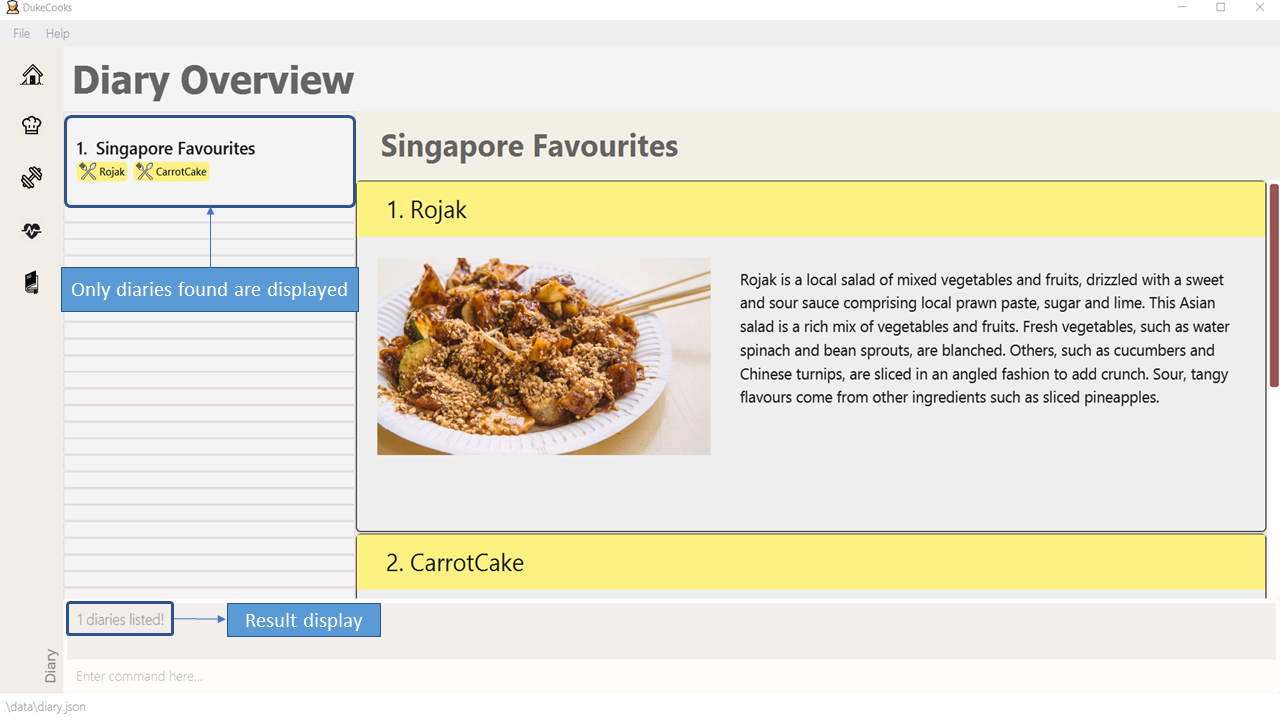 DukeCooks
File Help
Diary Overview
1. Singapore Favourites
Rojak CarrotCake
Only diaries found are displayed
Singapore Favourites
1. Rojak
Rojak is a local salad of mixed vegetables and fruits, drizzled with a sweet
and sour sauce comprising local prawn paste, sugar and lime. This Asian
salad is a rich mix of vegetables and fruits. Fresh vegetables, such as water
spinach and bean sprouts, are blanched. Others, such as cucumbers and
Chinese turnips, are sliced in an angled fashion to add crunch. Sour, tangy
flavours come from other ingredients such as sliced pineapples.
2. CarrotCake
1 diaries listed!
Result display
Diary
Enter command here...
.\data\diary.json